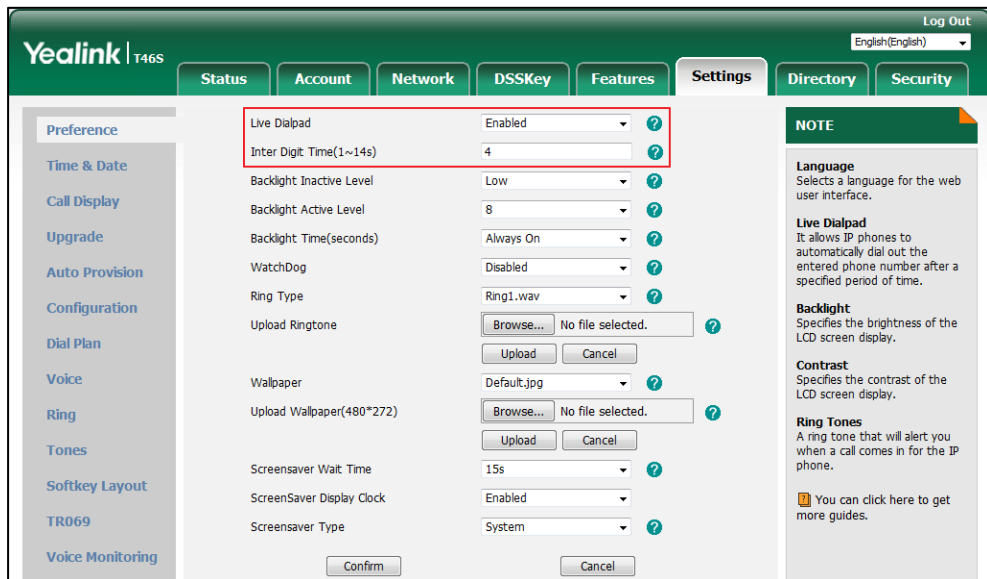 Log Out
English(English)
Yealink T46S
Status Account Network DSSKey Features Settings Directory Security
Preference
Time & Date
Call Display
Upgrade
Auto Provision
Configuration
Dial Plan
Voice
Ring
Tones
Softkey Layout
TR069
Voice Monitoring
Live Dialpad Enabled ?
Inter Digit Time(1~14s) 4 ?
Backlight Inactive Level Low ?
Backlight Active Level 8 ?
Backlight Time(seconds) Always On ?
WatchDog Disabled ?
Ring Type Ring1.wav ?
Upload Ringtone Browse... No file selected. ?
Upload Cancel
Wallpaper Default.jpg ?
Upload Wallpaper(480*272) Browse... No file selected. ?
Upload Cancel
Screensaver Wait Time 15s ?
ScreenSaver Display Clock Enabled
Screensaver Type System ?
Confirm Cancel
NOTE
Language
Selects a language for the web
user interface.
Live Dialpad
It allows IP phones to
automatically dial out the
entered phone number after a
specified period of time.
Backlight
Specifies the brightness of the
LCD screen display.
Contrast
Specifies the contrast of the
LCD screen display.
Ring Tones
A ring tone that will alert you
when a call comes in for the IP
phone.
? You can click here to get
more guides.